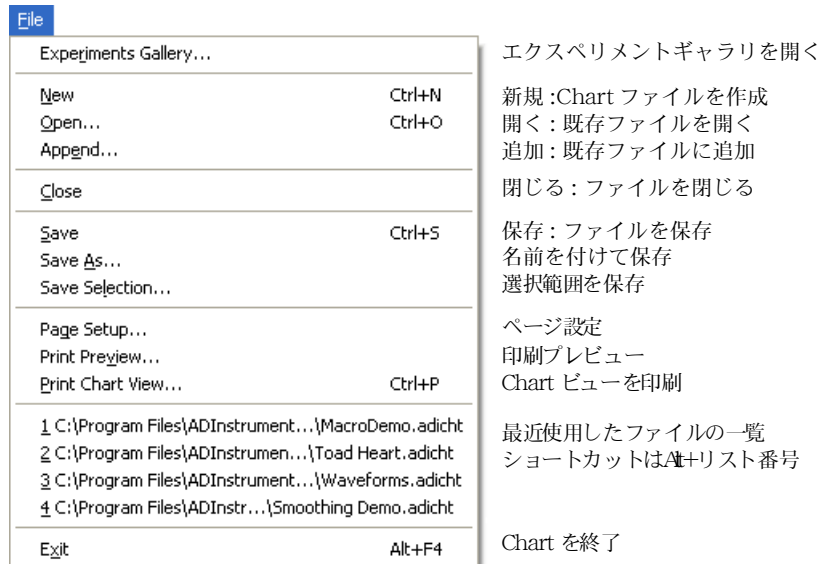 File
Experiments Gallery... エクスペリメントギャラリを開く
New Ctrl+N 新規 :Chart ファイルを作成
Open... Ctrl+O 開く : 既存ファイルを開く
Append... 追加 : 既存ファイルに追加
Close 閉じる : ファイルを閉じる
Save Ctrl+S 保存 : ファイルを保存
Save As... 名前を付けて保存
Save Selection... 選択範囲を保存
Page Setup... ページ設定
Print Preview... 印刷プレビュー
Print Chart View... Ctrl+P Chart ビューを印刷
1 C:\Program Files\ADInstrument...\MacroDemo.adicht 最近使用したファイルの一覧
2 C:\Program Files\ADInstrumen...\Toad Heart.adicht ショートカットはAlt+リスト番号
3 C:\Program Files\ADInstrument...\Waveforms.adicht
4 C:\Program Files\ADInstr...\Smoothing Demo.adicht
Exit Alt+F4 Chart を終了